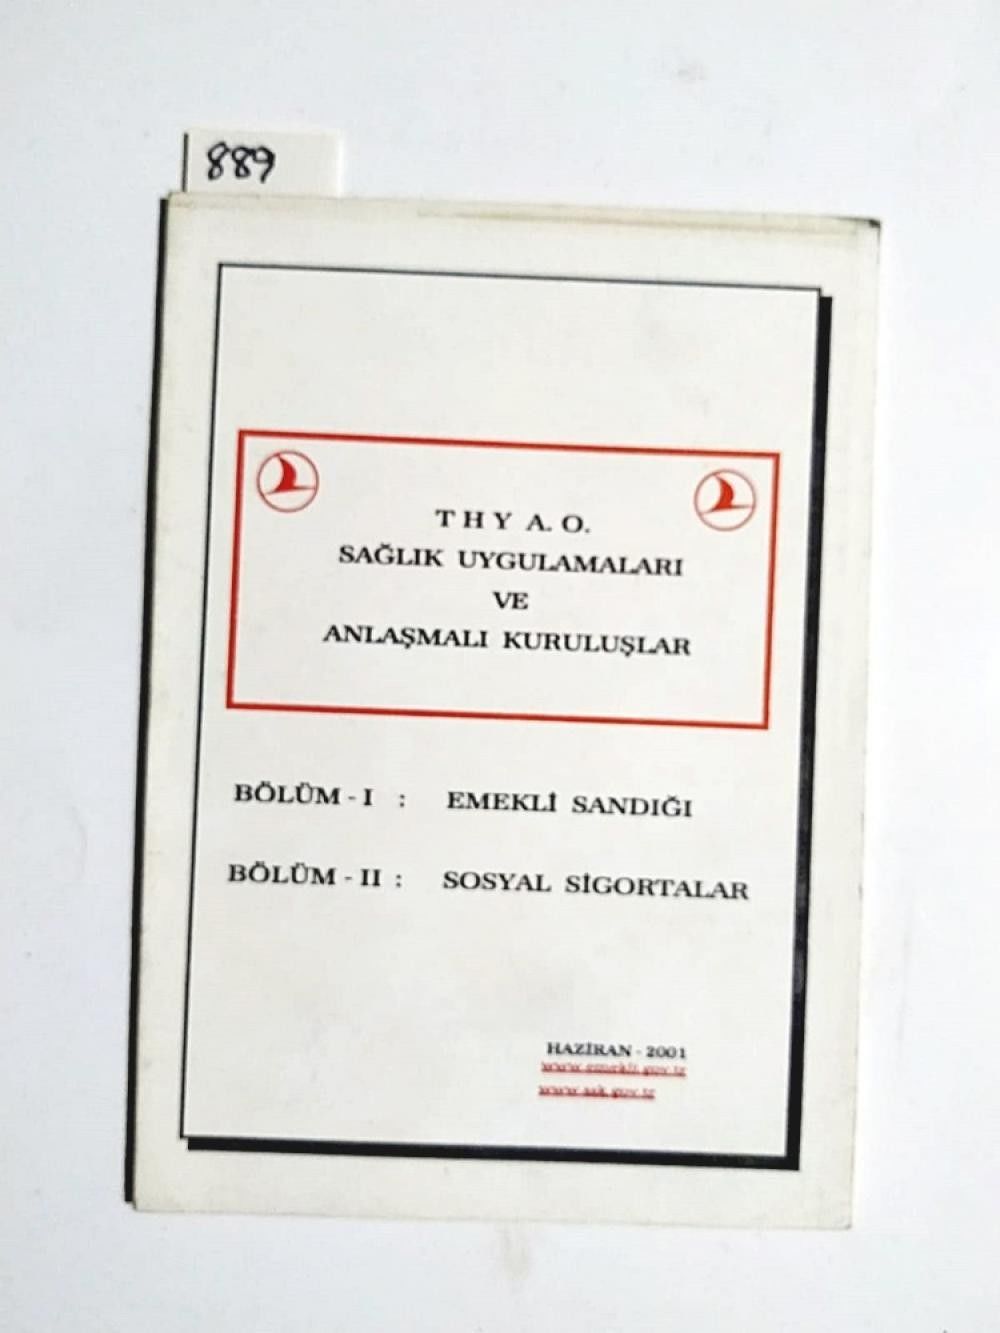 889
THY A.O.
SAĞLIK UYGULAMALARI
VE
ANLAŞMALI KURULUŞLAR
BÖLÜM - I : EMEKLİ SANDIĞI
BÖLÜM - II : SOSYAL SİGORTALAR
HAZİRAN - 2001
www.emekli.gov.tr
www.ssk.gov.tr